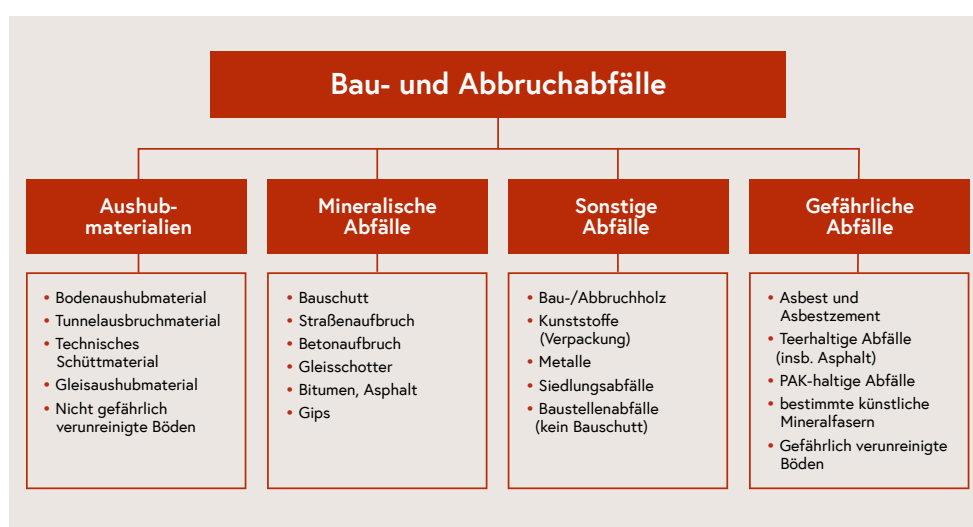 Bau- und Abbruchabfälle
Aushub-
materialien
• Bodenaushubmaterial
• Tunnelausbruchmaterial
• Technisches
Schüttmaterial
• Gleisaushubmaterial
• Nicht gefährlich
verunreinigte Böden
Mineralische
Abfälle
• Bauschutt
• Straßenaufbruch
• Betonaufbruch
• Gleisschotter
• Bitumen, Asphalt
• Gips
Sonstige
Abfälle
• Bau-/Abbruchholz
• Kunststoffe
(Verpackung)
• Metalle
• Siedlungsabfälle
• Baustellenabfälle
(kein Bauschutt)
Gefährliche
Abfälle
• Asbest und
Asbestzement
• Teerhaltige Abfälle
(insb. Asphalt)
• PAK-haltige Abfälle
• bestimmte künstliche
Mineralfasern
• Gefährlich verunreinigte
Böden